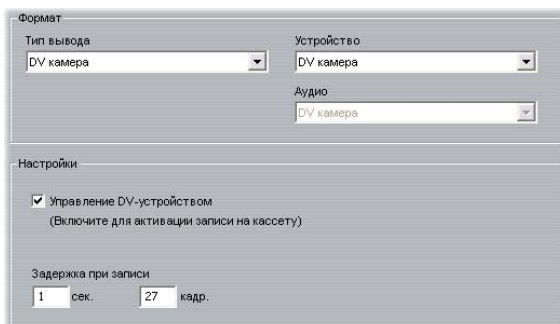 Формат
Тип вывода
Устройство
DV камера
DV камера
Аудио
DV камера
Настройки
Управление DV-устройством
(Включите для активации записи на кассету)
Задержка при записи
1 сек. 27 кадр.